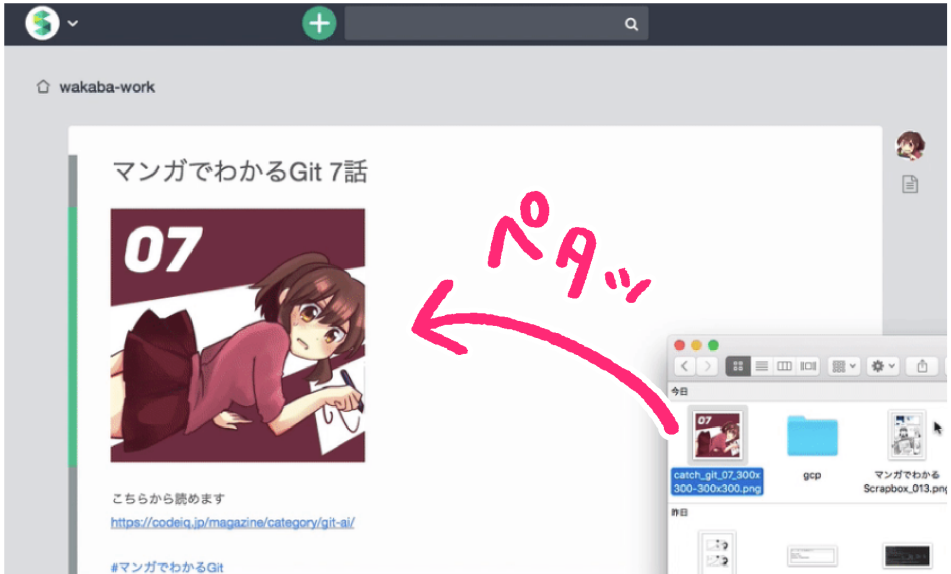 wakaba-work
マンガでわかるGit 7話
07
ペタッ
こちらから読めます
https://codeiq.jp/magazine/category/git-ai/
#マンガでわかるGit
今日
07
catch_git_07_300x
300-300x300.png
gcp
マンガでわかる
Scrapbox_013.png
昨日